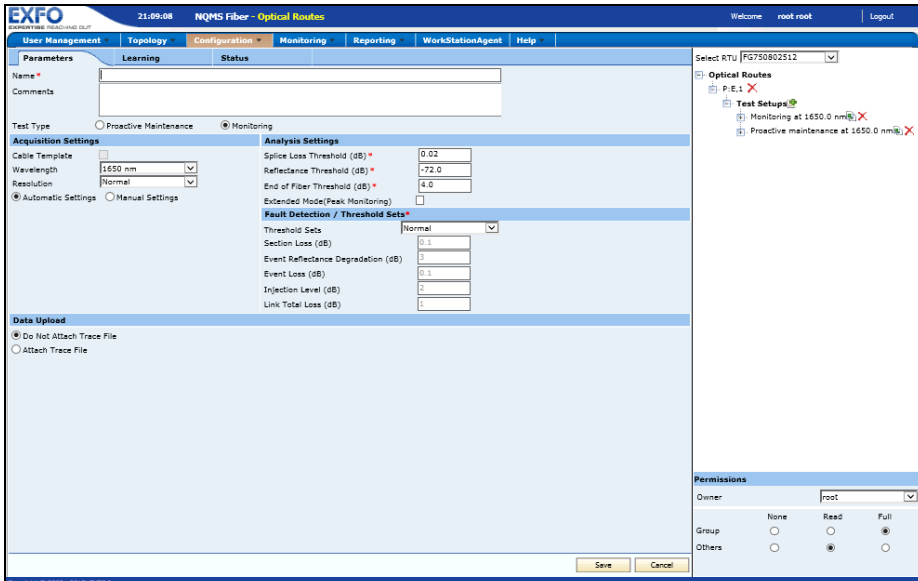 EXFO 21:09:08 NQMS Fiber - Optical Routes Welcome root root Logout
EXPERTISE REACHING OUT
User Management Topology Configuration Monitoring Reporting WorkStationAgent Help
Parameters Learning Status
Name *
Comments
Test Type Proactive Maintenance Monitoring
Acquisition Settings
Cable Template
Wavelength 1650 nm
Resolution Normal
Automatic Settings Manual Settings
Analysis Settings
Splice Loss Threshold (dB) * 0.02
Reflectance Threshold (dB) * -72.0
End of Fiber Threshold (dB) * 4.0
Extended Mode(Peak Monitoring)
Fault Detection / Threshold Sets*
Threshold Sets Normal
Section Loss (dB) 0.1
Event Reflectance Degradation (dB) 3
Event Loss (dB) 0.1
Injection Level (dB) 2
Link Total Loss (dB) 1
Data Upload
Do Not Attach Trace File
Attach Trace File
Save Cancel
Select RTU FG750802512
Optical Routes
P:E,1
Test Setups
Monitoring at 1650.0 nm
Proactive maintenance at 1650.0 nm
Permissions
Owner root
None Read Full
Group
Others